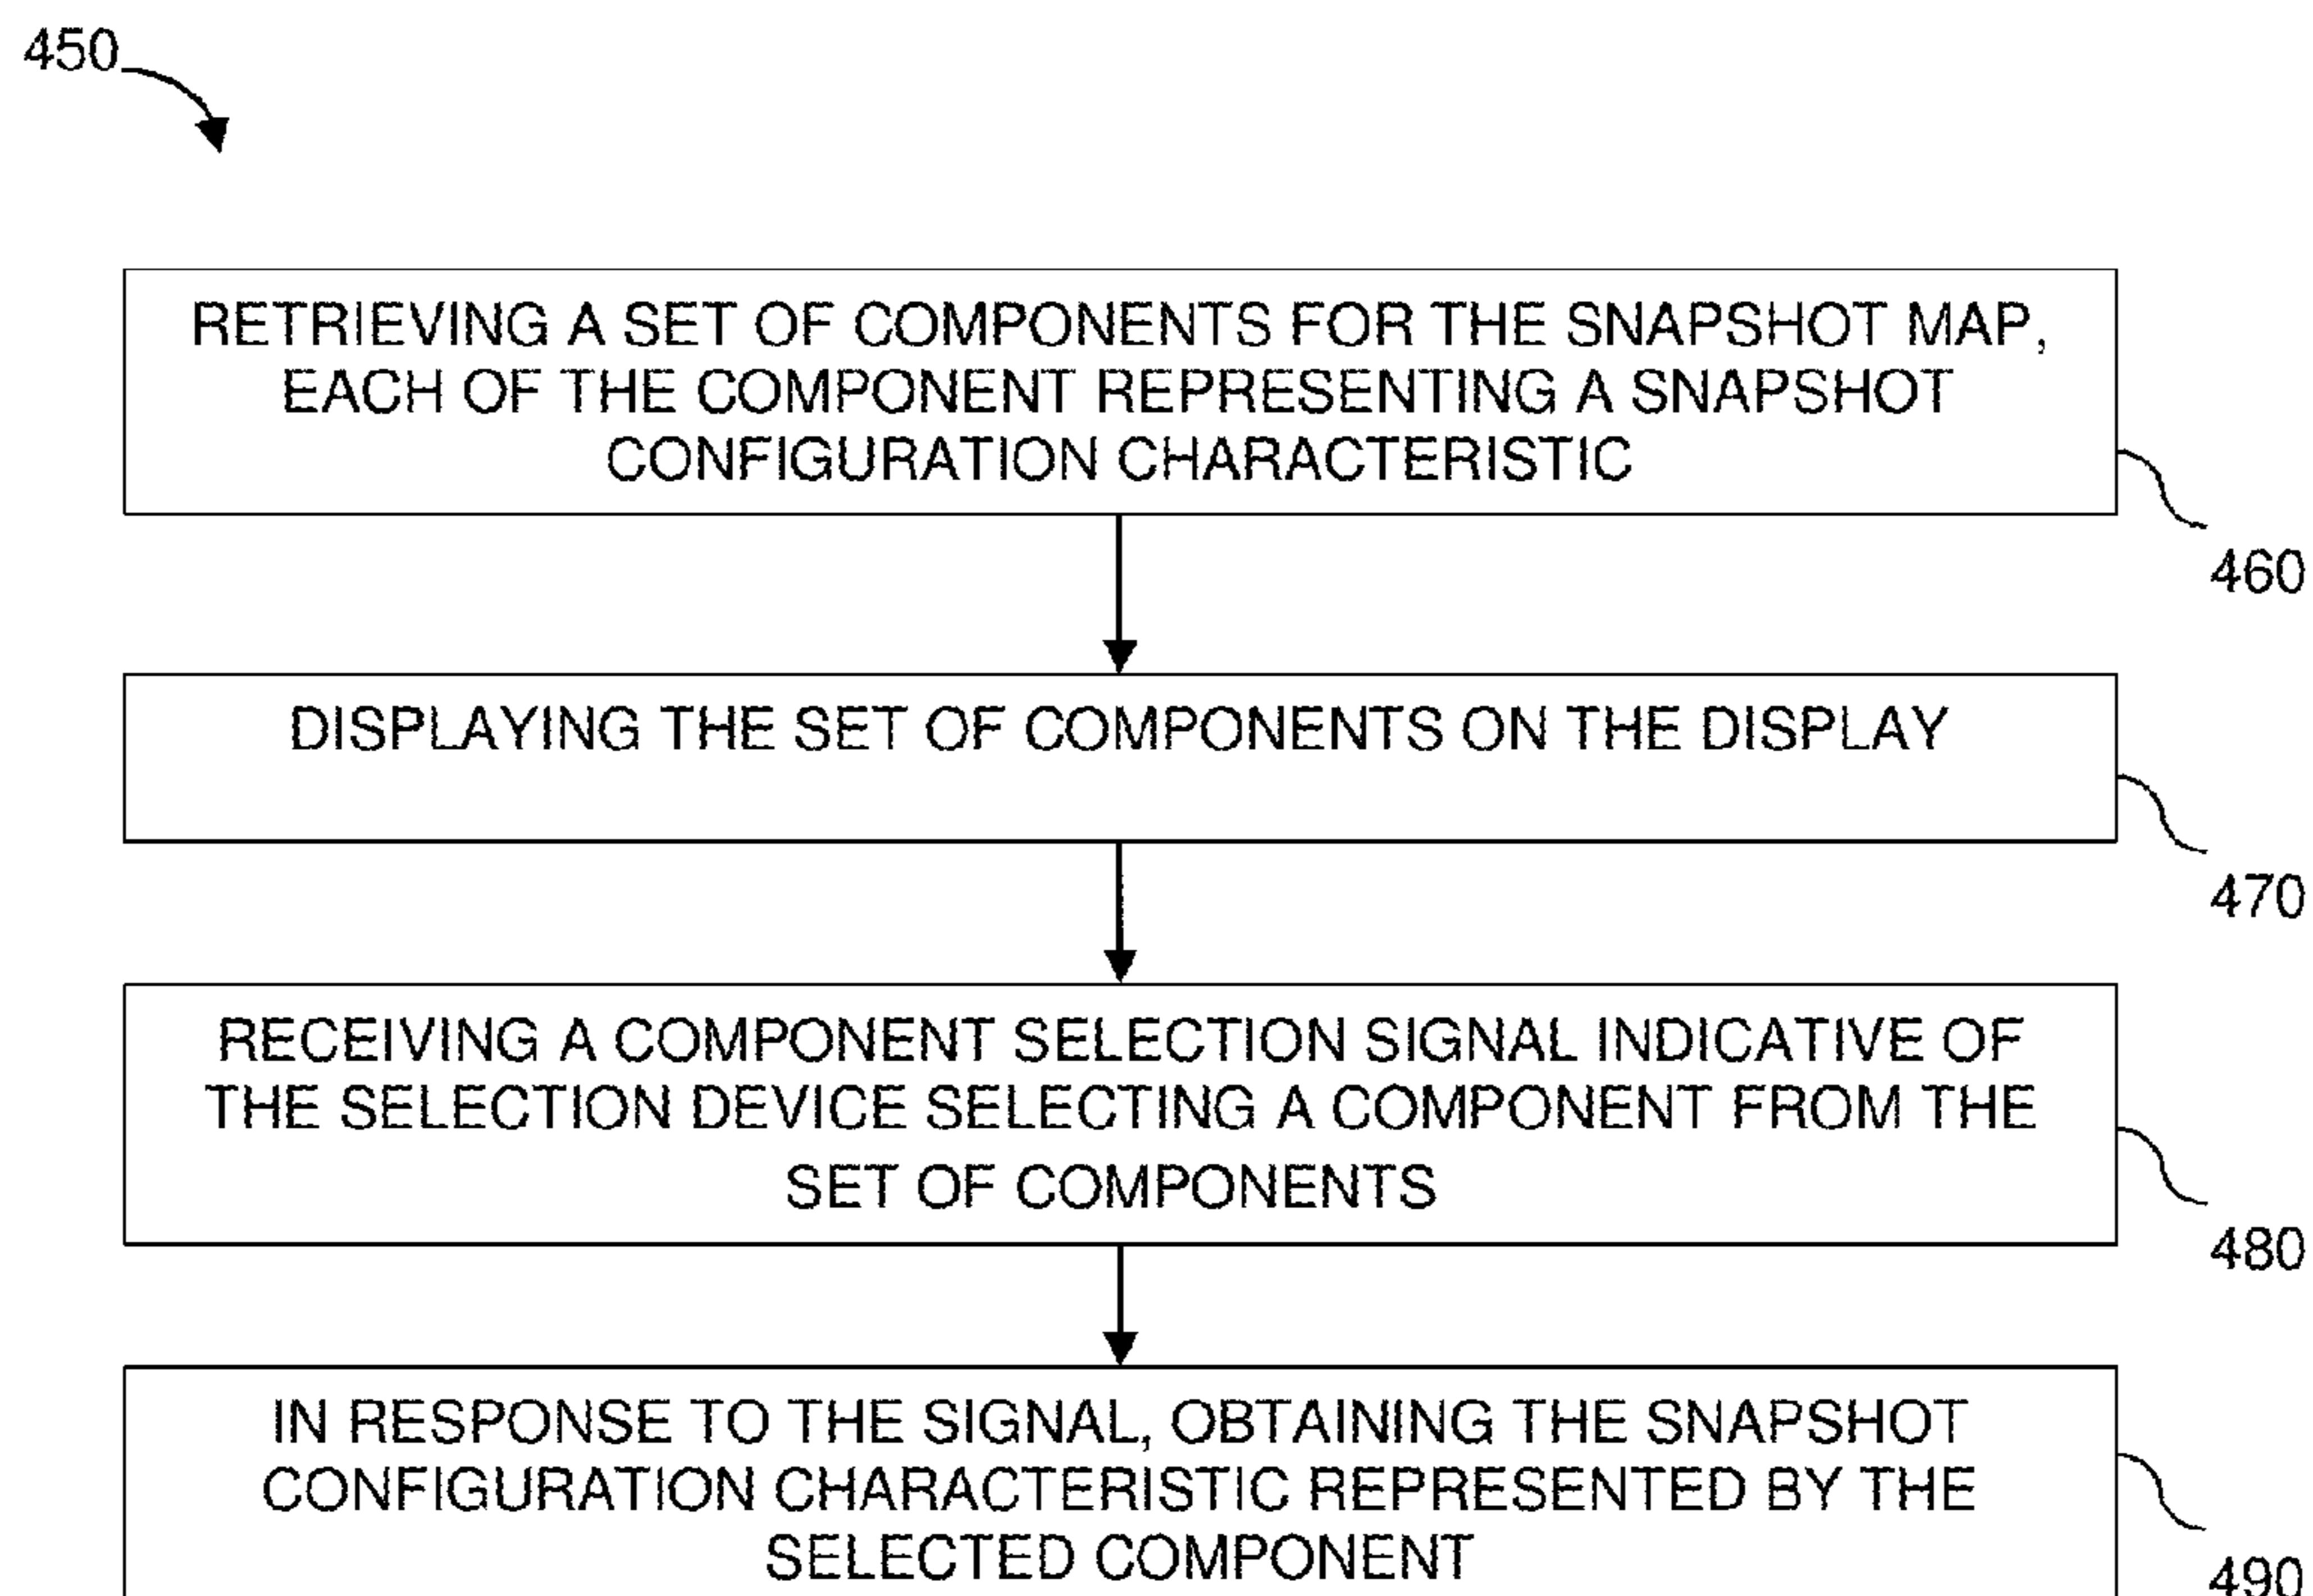 450
RETRIEVING A SET OF COMPONENTS FOR THE SNAPSHOT MAP,
EACH OF THE COMPONENT REPRESENTING A SNAPSHOT
CONFIGURATION CHARACTERISTIC
460
DISPLAYING THE SET OF COMPONENTS ON THE DISPLAY
470
RECEIVING A COMPONENT SELECTION SIGNAL INDICATIVE OF
THE SELECTION DEVICE SELECTING A COMPONENT FROM THE
SET OF COMPONENTS
480
IN RESPONSE TO THE SIGNAL, OBTAINING THE SNAPSHOT
CONFIGURATION CHARACTERISTIC REPRESENTED BY THE
SELECTED COMPONENT
490